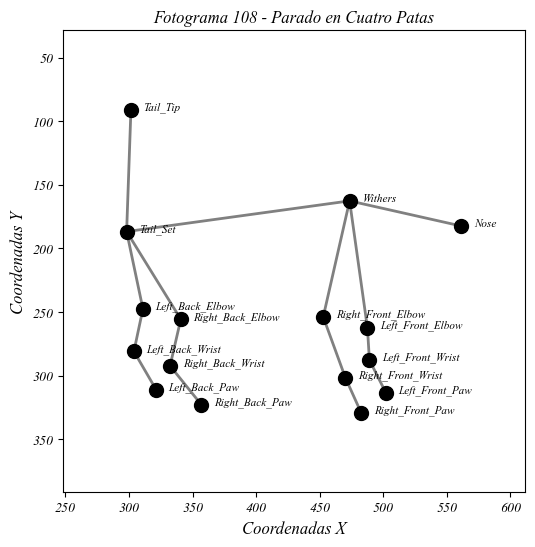 Fotograma 108 - Parado en Cuatro Patas
50
Tail_Tip
100
150
Withers
Nose
Tail_Set
200
Coordenadas Y
Left_Back_Elbow
250
Right_Back_Elbow
Right_Front_Elbow
Left_Front_Elbow
Left_Back_Wrist
Left_Front_Wrist
Right_Back_Wrist
300
Right_Front_Wrist
Left_Back_Paw
Left_Front_Paw
Right_Back_Paw
Right_Front_Paw
350
250 300 350 400 450 500 550 600
Coordenadas X